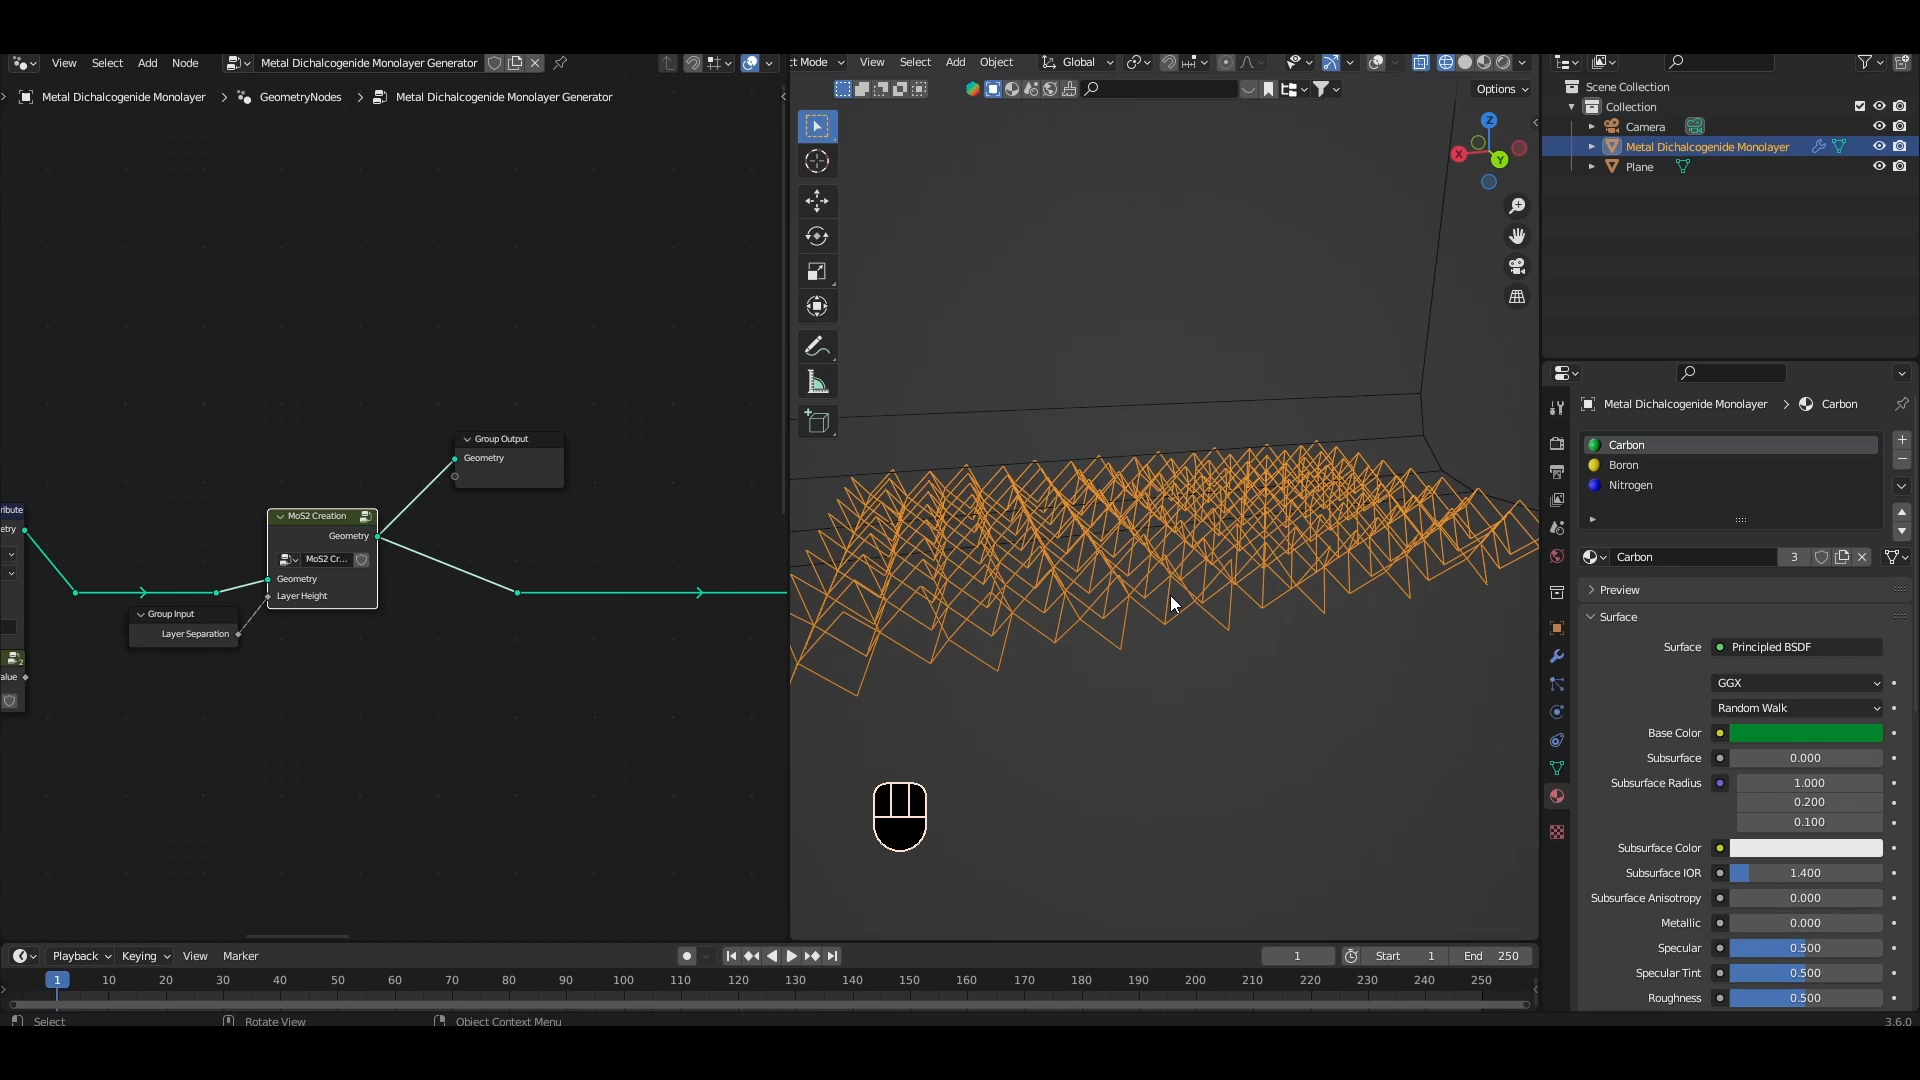 View Select Add Node Metal Dichalcogenide Monolayer Generator
ct Mode View Select Add Object Global
Metal Dichalcogenide Monolayer > GeometryNodes > Metal Dichalcogenide Monolayer Generator
Options
Scene Collection
Collection
Camera
Metal Dichalcogenide Monolayer
Plane
Z
X
Y
Group Output
Geometry
MoS2 Creation
Geometry
MoS2 Cr...
Geometry
Layer Height
Group Input
Layer Separation
ribute
etry
2
alue
Metal Dichalcogenide Monolayer > Carbon
Carbon
Boron
Nitrogen
Carbon 3
Preview
Surface
Surface Principled BSDF
GGX
Random Walk
Base Color
Subsurface 0.000
Subsurface Radius 1.000
0.200
0.100
Subsurface Color
Subsurface IOR 1.400
Subsurface Anisotropy 0.000
Metallic 0.000
Specular 0.500
Specular Tint 0.500
Roughness 0.500
Playback Keying View Marker 1 Start 1 End 250
1 10 20 30 40 50 60 70 80 90 100 110 120 130 140 150 160 170 180 190 200 210 220 230 240 250
Select Rotate View Object Context Menu 3.6.0